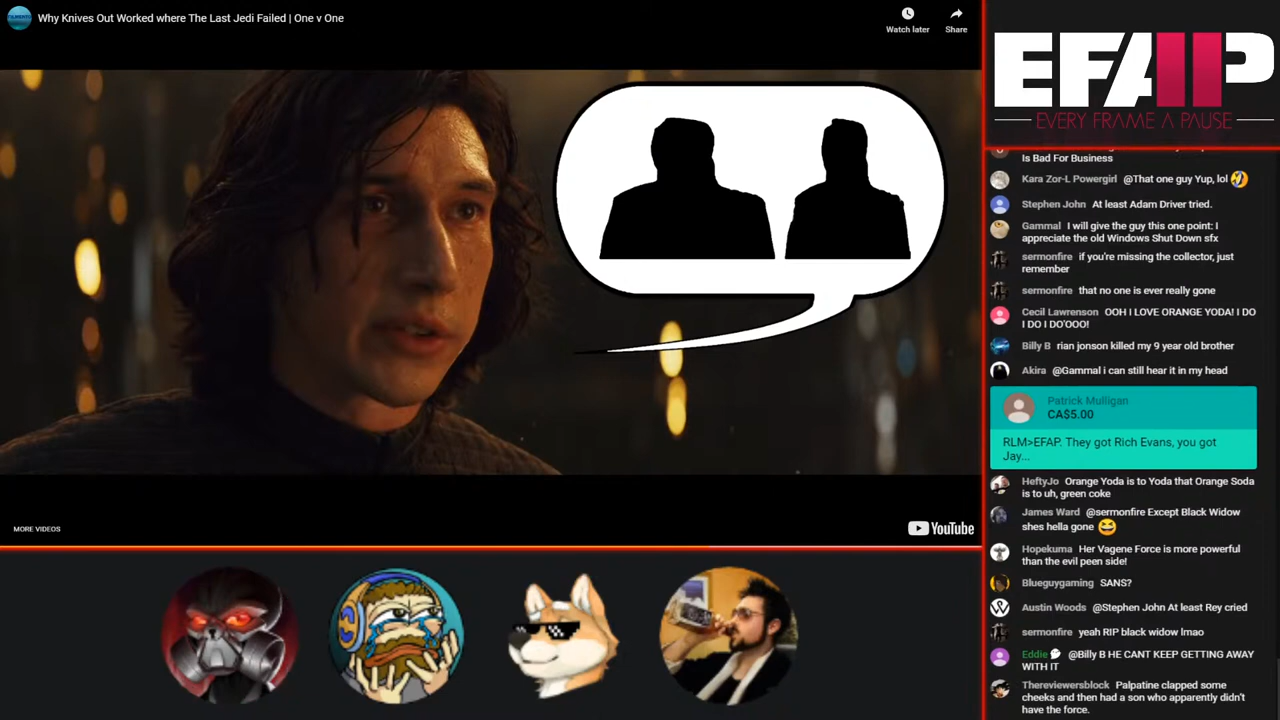 Why Knives Out Worked where The Last Jedi Failed | One v One
Watch later
Share
MORE VIDEOS
YouTube
EFAP
EVERY FRAME A PAUSE
Is Bad For Business
Kara Zor-L Powergirl @That one guy Yup, lol
Stephen John At least Adam Driver tried.
Gammal I will give the guy this one point: I
appreciate the old Windows Shut Down sfx
sermonfire if you're missing the collector, just
remember
sermonfire that no one is ever really gone
Cecil Lawrenson OOH I LOVE ORANGE YODA! I DO
I DO I DO'OOO!
Billy B rian jonson killed my 9 year old brother
Akira @Gammal i can still hear it in my head
Patrick Mulligan
CA$5.00
RLM>EFAP. They got Rich Evans, you got
Jay...
HeftyJo Orange Yoda is to Yoda that Orange Soda
is to uh, green coke
James Ward @sermonfire Except Black Widow
shes hella gone
Hopekuma Her Vagene Force is more powerful
than the evil peen side!
Blueguygaming SANS?
Austin Woods @Stephen John At least Rey cried
sermonfire yeah RIP black widow lmao
Eddie @Billy B HE CANT KEEP GETTING AWAY
WITH IT
Thereviewersblock Palpatine clapped some
cheeks and then had a son who apparently didn't
have the force.